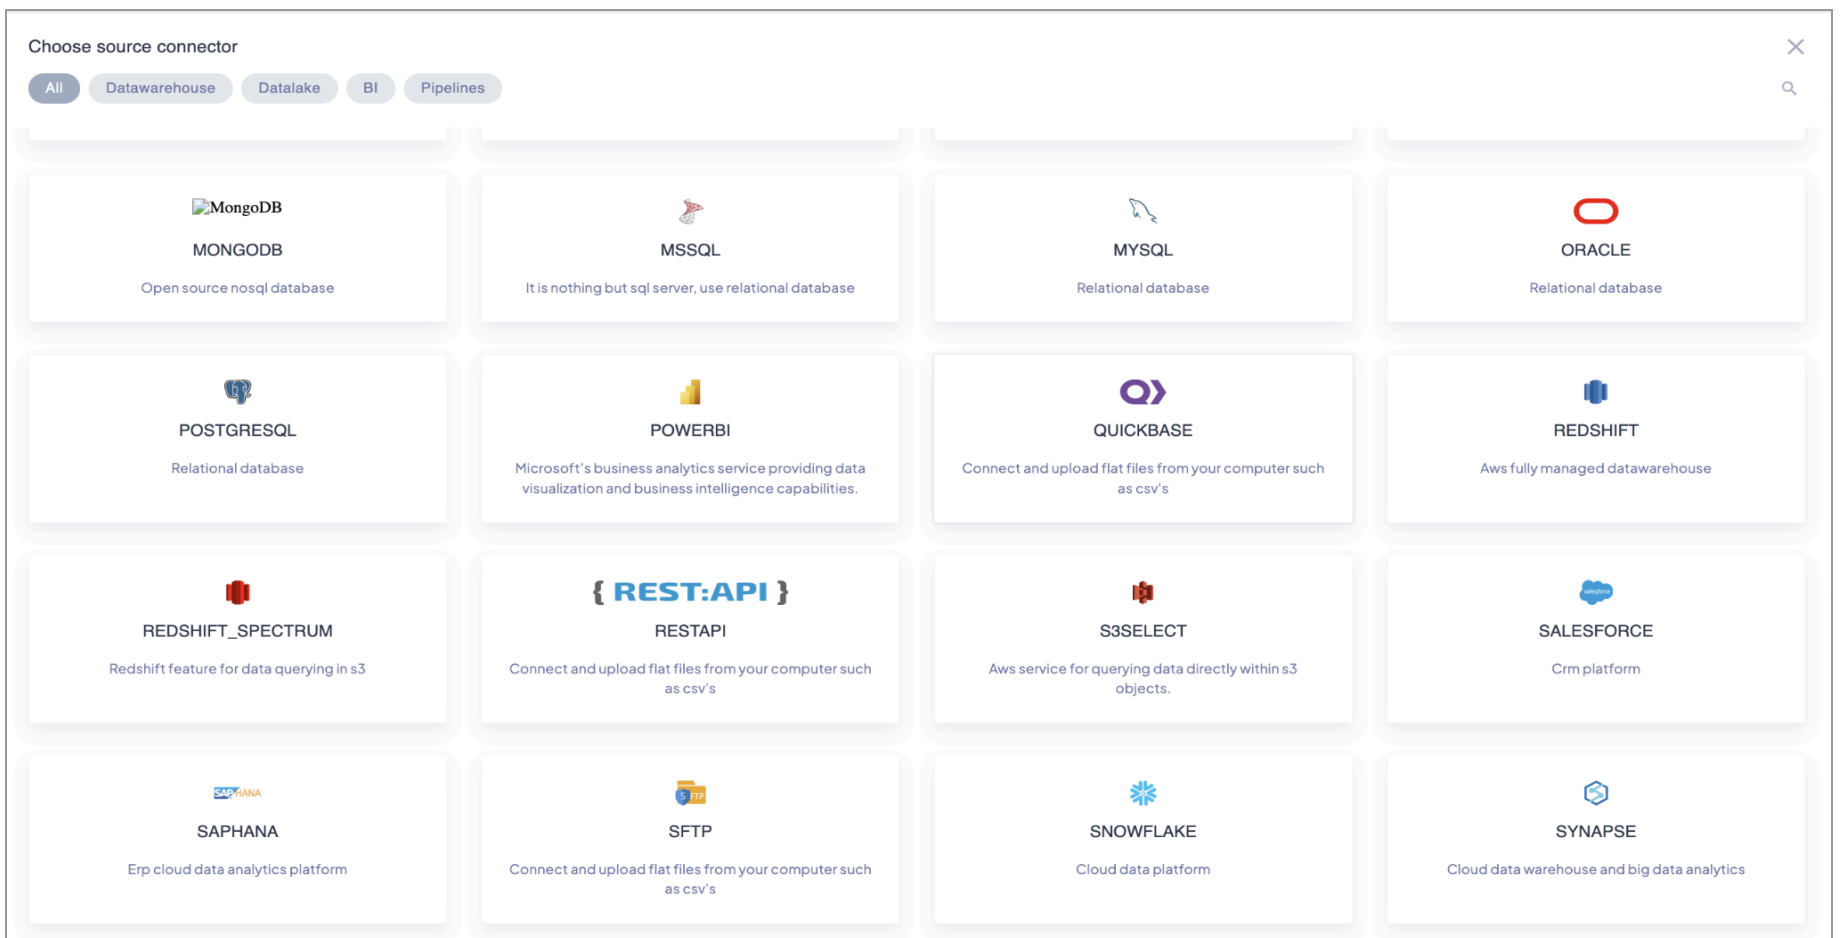 Choose source connector
All Datawarehouse Datalake BI Pipelines
MongoDB
MONGODB
Open source nosql database
MSSQL
It is nothing but sql server, use relational database
MYSQL
Relational database
ORACLE
Relational database
POSTGRESQL
Relational database
POWERBI
Microsoft's business analytics service providing data
visualization and business intelligence capabilities.
QUICKBASE
Connect and upload flat files from your computer such
as csv's
REDSHIFT
Aws fully managed datawarehouse
REDSHIFT_SPECTRUM
Redshift feature for data querying in s3
{ REST:API }
RESTAPI
Connect and upload flat files from your computer such
as csv's
S3SELECT
Aws service for querying data directly within s3
objects.
salesforce
SALESFORCE
Crm platform
SAP HANA
SAPHANA
Erp cloud data analytics platform
S FTP
SFTP
Connect and upload flat files from your computer such
as csv's
SNOWFLAKE
Cloud data platform
SYNAPSE
Cloud data warehouse and big data analytics